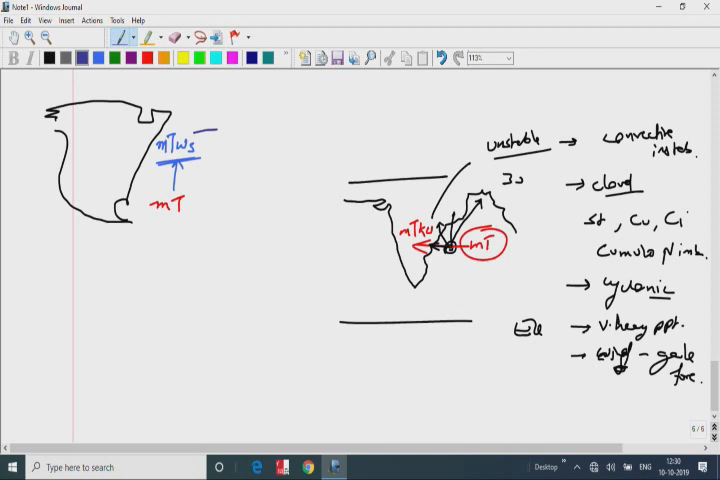 Note1 - Windows Journal
File Edit View Insert Actions Tools Help
B I 113%
mTws
mT
unstable → convective
instab.
30
→ cloud
st, cu, ci
mTKu
mT
→ cyclonic
→ V. heavy ppt.
gale
force.
6 / 6
Type here to search
Desktop
ENG
12:30
10-10-2019